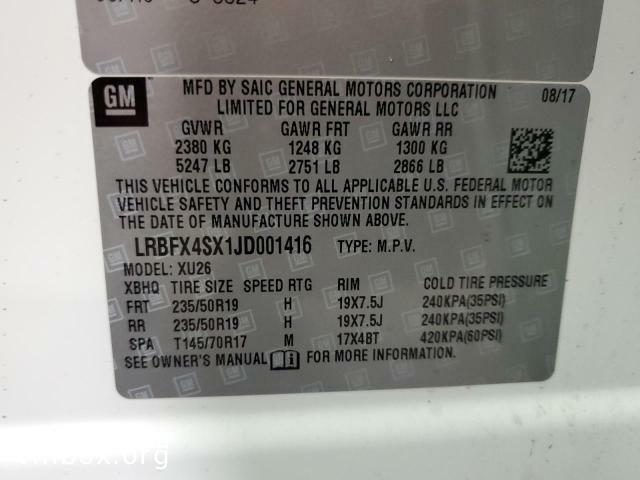 GM
MFD BY SAIC GENERAL MOTORS CORPORATION 08/17
LIMITED FOR GENERAL MOTORS LLC
GVWR GAWR FRT GAWR RR
2380 KG 1248 KG 1300 KG
5247 LB 2751 LB 2866 LB
THIS VEHICLE CONFORMS TO ALL APPLICABLE U.S. FEDERAL MOTOR
VEHICLE SAFETY AND THEFT PREVENTION STANDARDS IN EFFECT ON
THE DATE OF MANUFACTURE SHOWN ABOVE.
LRBFX4SX1JD001416 TYPE: M.P.V.
MODEL: XU26
XBHQ TIRE SIZE SPEED RTG RIM COLD TIRE PRESSURE
FRT 235/50R19 H 19X7.5J 240KPA(35PSI)
RR 235/50R19 H 19X7.5J 240KPA(35PSI)
SPA T145/70R17 M 17X48T 420KPA(60PSI)
SEE OWNER'S MANUAL FOR MORE INFORMATION.